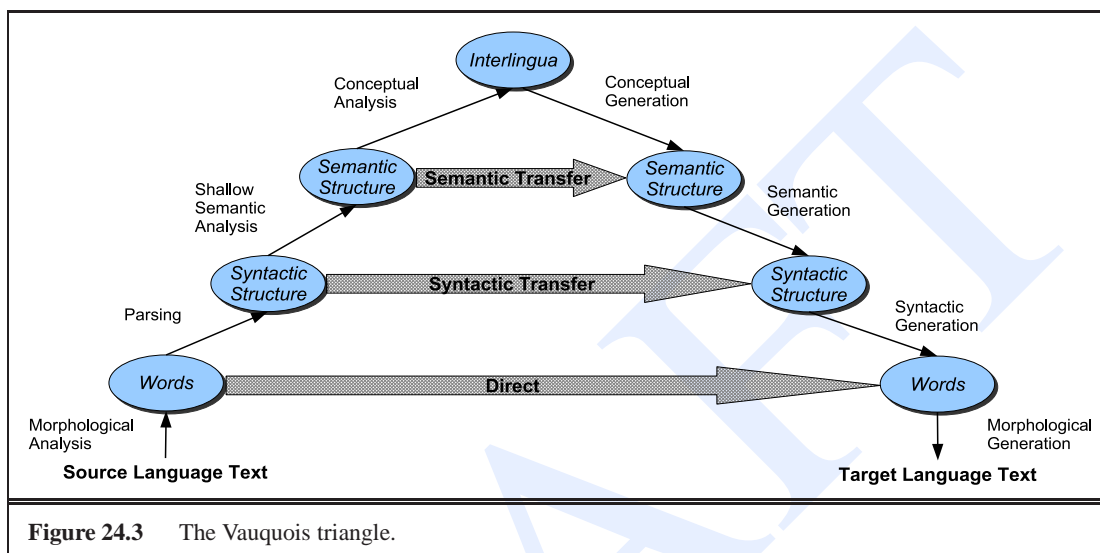 Interlingua
Conceptual
Analysis
Conceptual
Generation
Semantic
Structure
Semantic Transfer
Semantic
Structure
Shallow
Semantic
Analysis
Semantic
Generation
Syntactic
Structure
Syntactic Transfer
Syntactic
Structure
Parsing
Syntactic
Generation
Words
Direct
Words
Morphological
Analysis
Morphological
Generation
Source Language Text
Target Language Text
Figure 24.3 The Vauquois triangle.
AFT